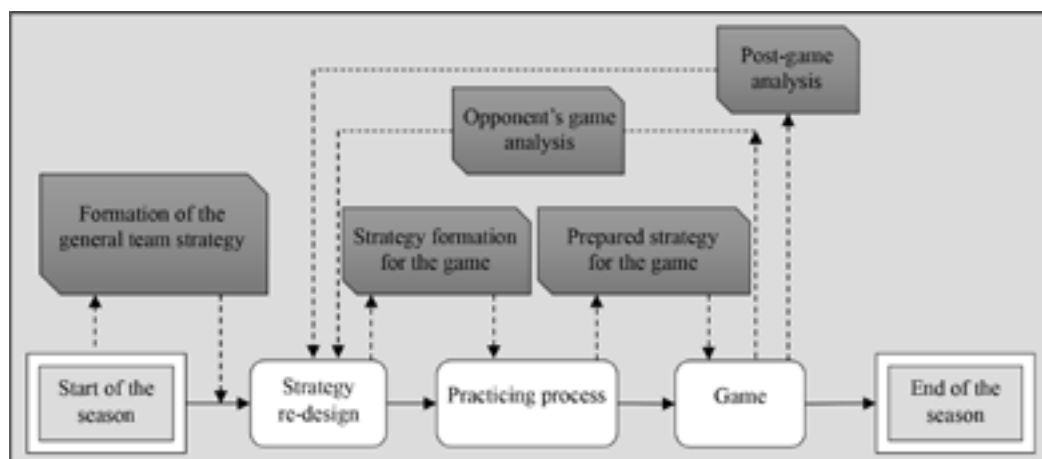 Post-game
analysis
Opponent's game
analysis
Formation of the
general team strategy
Strategy formation
for the game
Prepared strategy
for the game
Start of the
season
Strategy
re-design
Practicing process
Game
End of the
season